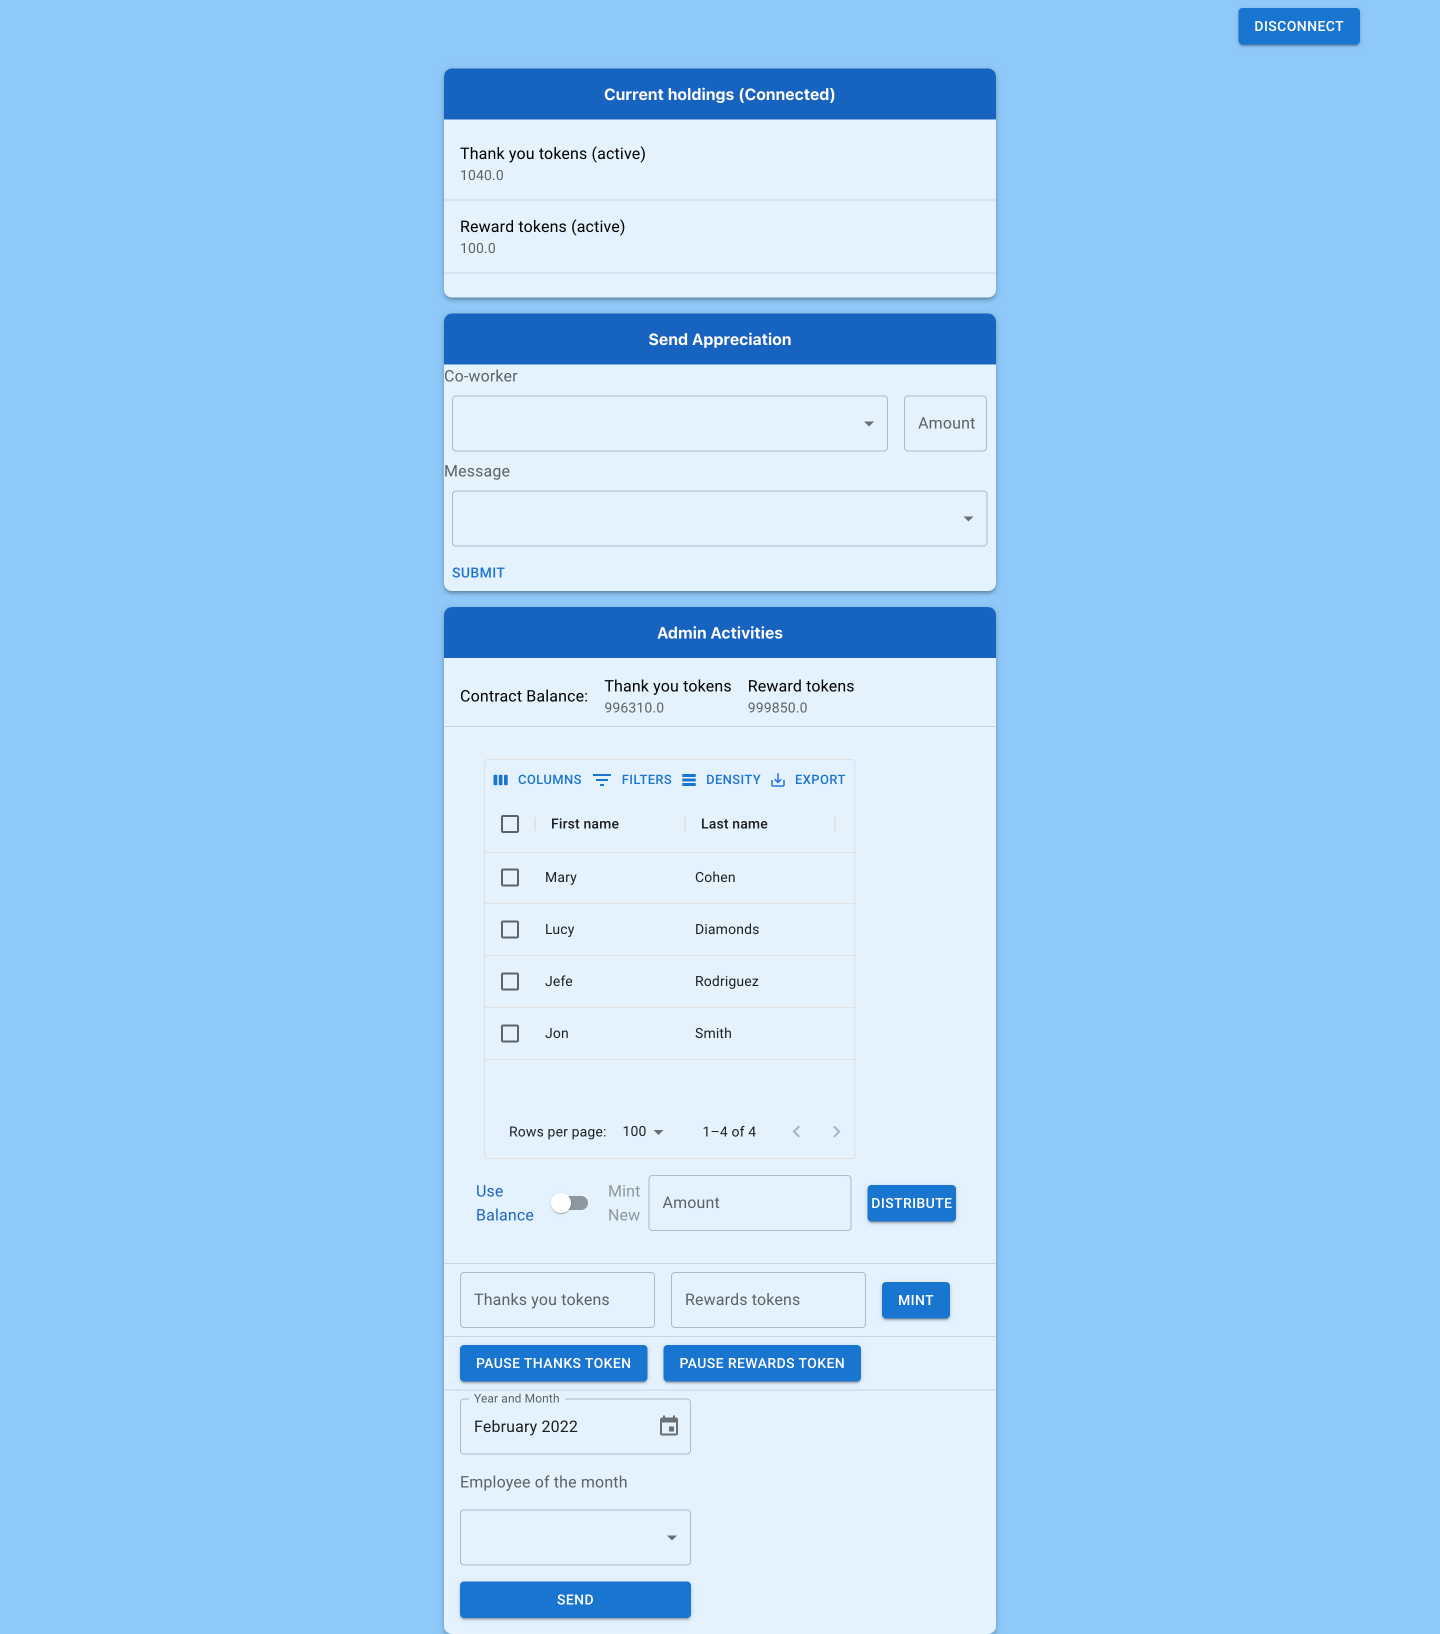 DISCONNECT
Current holdings (Connected)
Thank you tokens (active)
1040.0
Reward tokens (active)
100.0
Send Appreciation
Co-worker
Amount
Message
SUBMIT
Admin Activities
Contract Balance: Thank you tokens Reward tokens
996310.0 999850.0
COLUMNS FILTERS DENSITY EXPORT
First name Last name
Mary Cohen
Lucy Diamonds
Jefe Rodriguez
Jon Smith
Rows per page: 100 1–4 of 4
Use Balance Mint New Amount DISTRIBUTE
Thanks you tokens Rewards tokens MINT
PAUSE THANKS TOKEN PAUSE REWARDS TOKEN
Year and Month
February 2022
Employee of the month
SEND